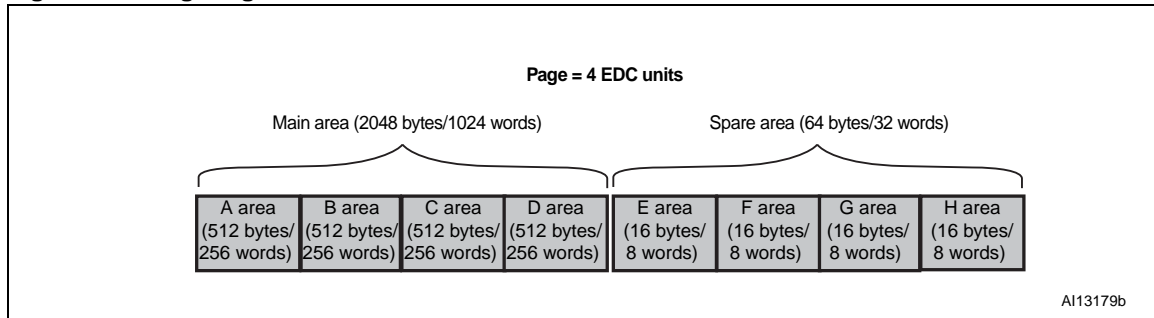 Page = 4 EDC units
Main area (2048 bytes/1024 words)
Spare area (64 bytes/32 words)
A area
(512 bytes/
256 words)
B area
(512 bytes/
256 words)
C area
(512 bytes/
256 words)
D area
(512 bytes/
256 words)
E area
(16 bytes/
8 words)
F area
(16 bytes/
8 words)
G area
(16 bytes/
8 words)
H area
(16 bytes/
8 words)
AI13179b